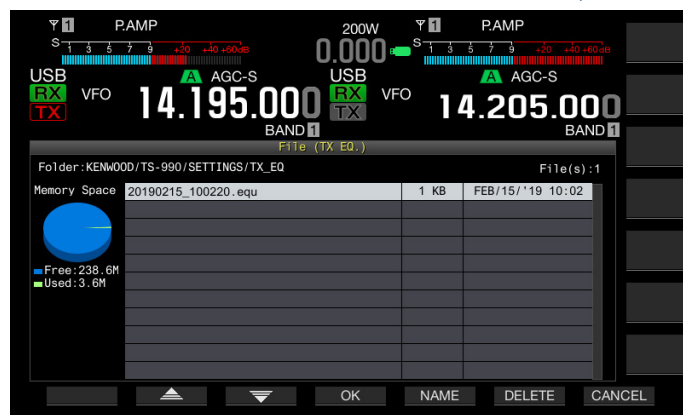 1 P.AMP 200W 1 P.AMP
S 1 3 5 7 9 +20 +40 +60dB 0.000 S 1 3 5 7 9 +20 +40 +60dB
USB A AGC-S USB A AGC-S
RX VFO 14.195.000 RX VFO 14.205.000
TX TX
BAND 1 BAND 1
File (TX EQ.)
Folder:KENWOOD/TS-990/SETTINGS/TX_EQ File(s):1
Memory Space 20190215_100220.equ 1 KB FEB/15/'19 10:02
Free:238.6M
Used:3.6M
OK NAME DELETE CANCEL